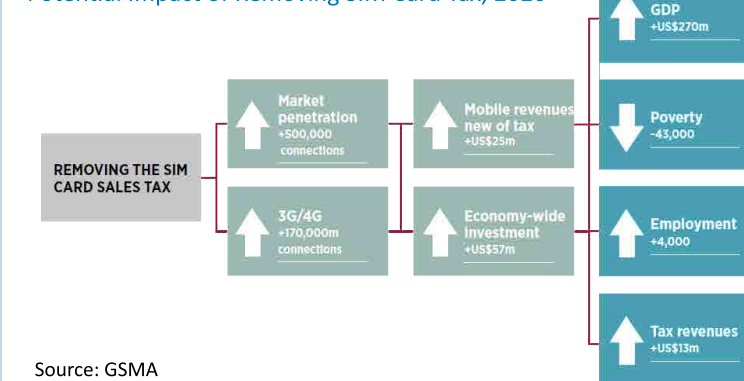 GDP
+US$270m
Market
penetration
+500,000
connections
Mobile revenues
new of tax
+US$25m
Poverty
-43,000
REMOVING THE SIM
CARD SALES TAX
3G/4G
+170,000m
connections
Economy-wide
investment
+US$57m
Employment
+4,000
Tax revenues
+US$13m
Source: GSMA